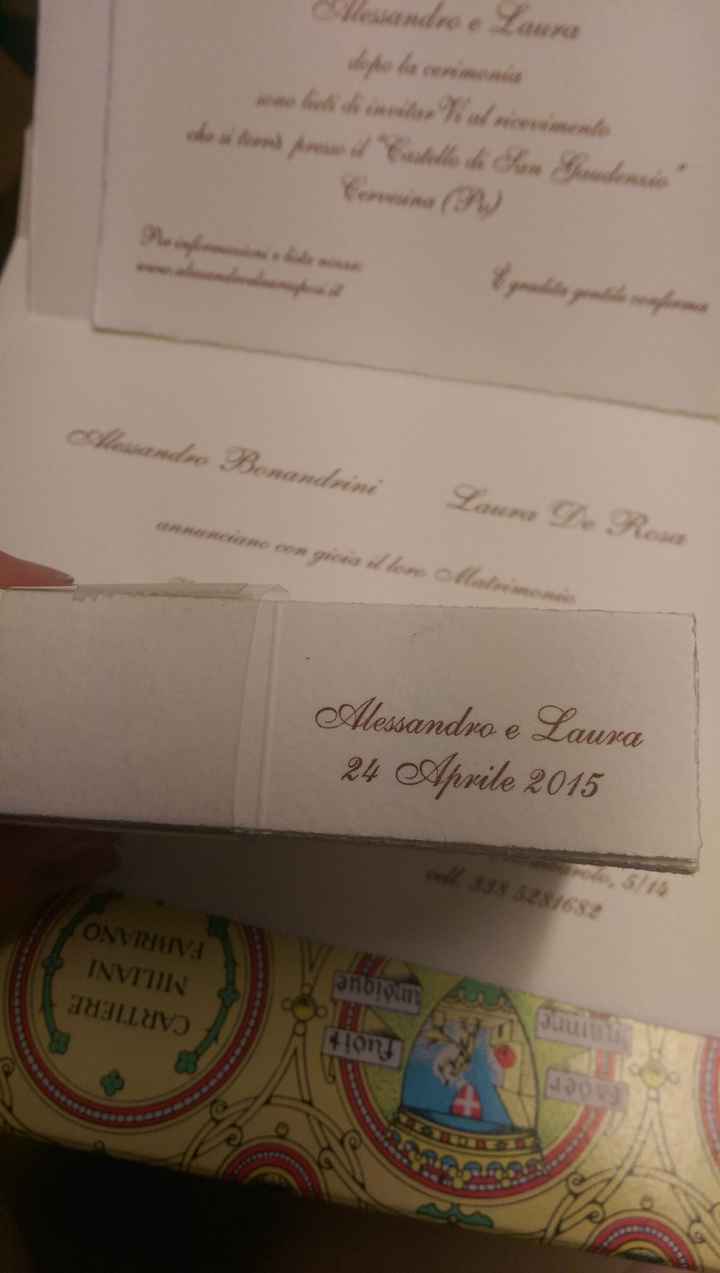 Alessandro e Laura
dopo la cerimonia
sono lieti di invitarVi al ricevimento
che si terrà presso il "Castello di San Gaudenzio"
Cervesina (Pv)
Per informazioni e lista nozze:
È gradita gentile conferma
Alessandro Bonandrini Laura De Rosa
annunciano con gioia il loro Matrimonio
Alessandro e Laura
24 Aprile 2015
5/14
cell. 338 5281682
CARTIERE
MILIANI
FABRIANO